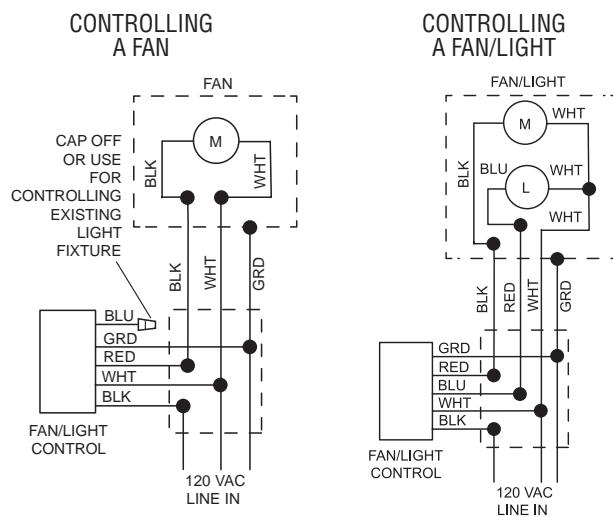 CONTROLLING
A FAN
FAN
M
BLK
WHT
CAP OFF
OR USE
FOR
CONTROLLING
EXISTING
LIGHT
FIXTURE
BLK
WHT
GRD
BLU
GRD
RED
WHT
BLK
FAN/LIGHT
CONTROL
120 VAC
LINE IN
CONTROLLING
A FAN/LIGHT
FAN/LIGHT
M
WHT
BLK
BLU
WHT
L
WHT
BLK
RED
WHT
GRD
GRD
RED
BLU
WHT
BLK
FAN/LIGHT
CONTROL
120 VAC
LINE IN